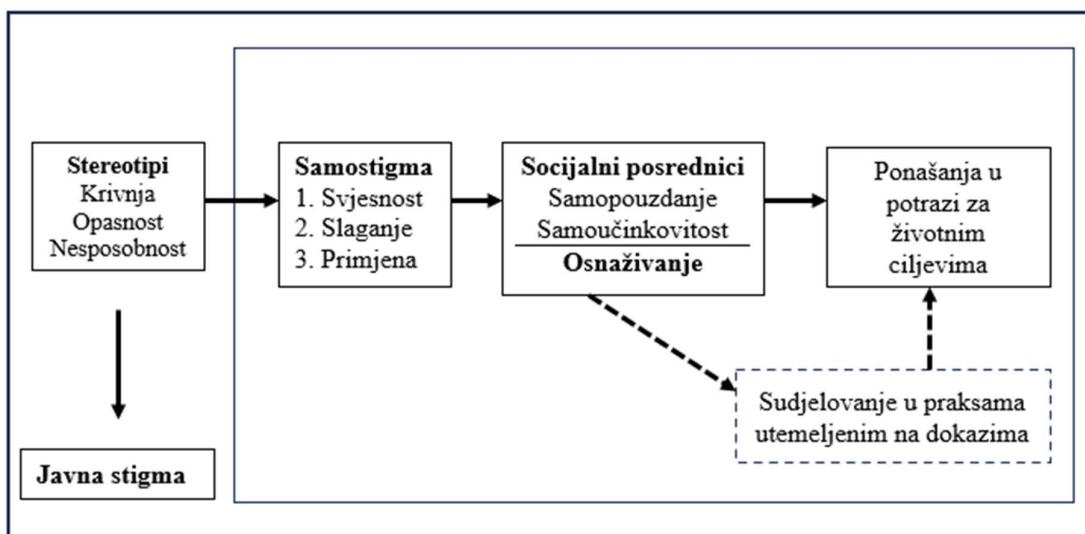 Stereotipi
Krivnja
Opasnost
Nesposobnost
Samostigma
1. Svjesnost
2. Slaganje
3. Primjena
Socijalni posrednici
Samopouzdanje
Samoučinkovitost
Osnaživanje
Ponašanja u
potrazi za
životnim
ciljevima
Sudjelovanje u praksama
utemeljenim na dokazima
Javna stigma